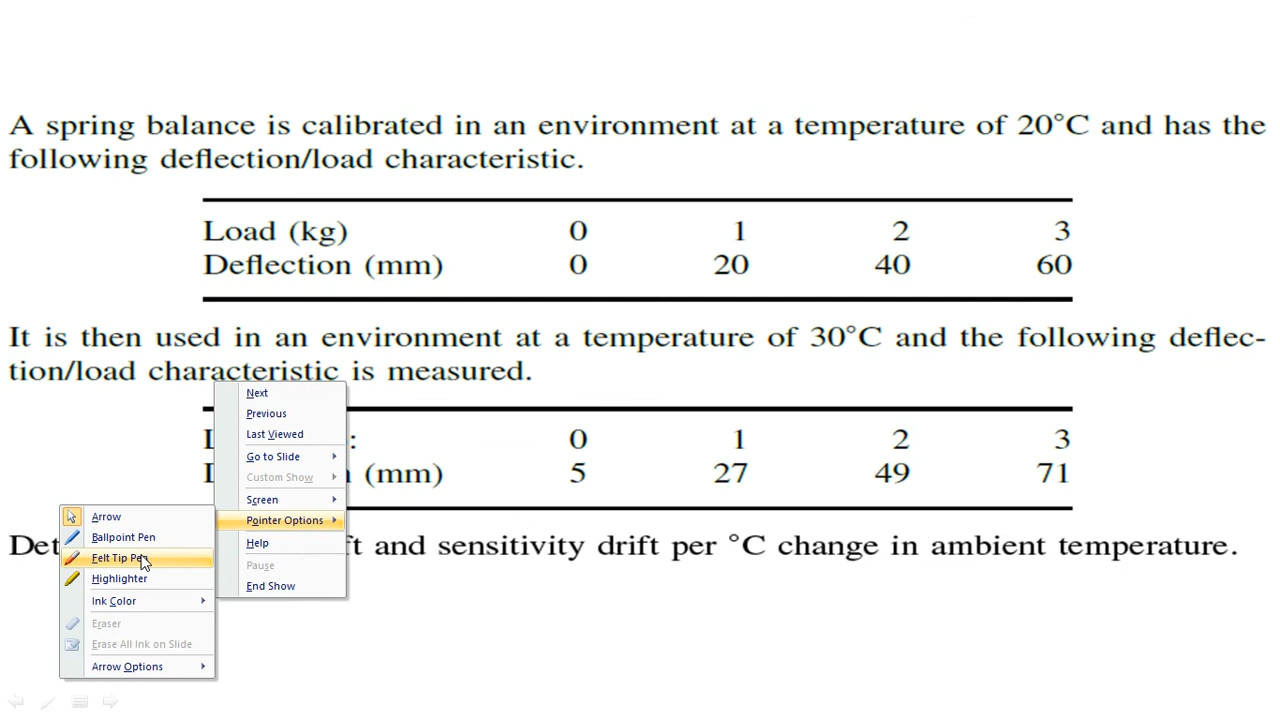 A spring balance is calibrated in an environment at a temperature of 20°C and has the
following deflection/load characteristic.
Load (kg) 0 1 2 3
Deflection (mm) 0 20 40 60
It is then used in an environment at a temperature of 30°C and the following deflec-
tion/load characteristic is measured.
0 1 2 3
(mm) 5 27 49 71
and sensitivity drift per °C change in ambient temperature.
Next
Previous
Last Viewed
Go to Slide
Custom Show
Screen
Pointer Options
Help
Pause
End Show
Arrow
Ballpoint Pen
Felt Tip Pen
Highlighter
Ink Color
Eraser
Erase All Ink on Slide
Arrow Options